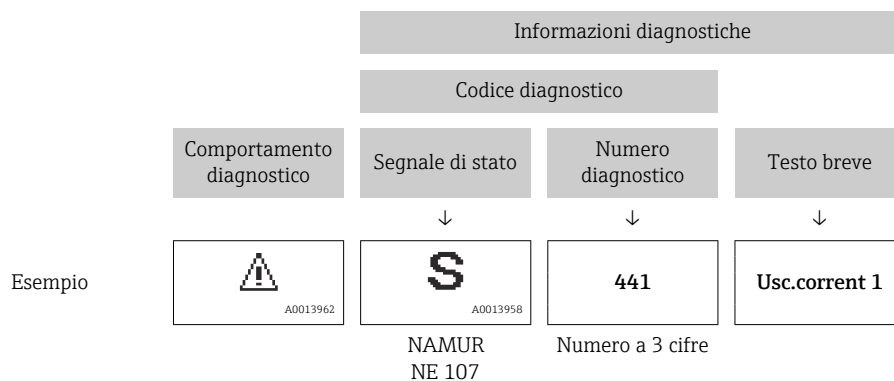 Informazioni diagnostiche
Codice diagnostico
Comportamento
diagnostico
Segnale di stato
Numero
diagnostico
Testo breve
↓ ↓ ↓
Esempio
A0013962
S
A0013958
441
Usc.corrent 1
NAMUR
NE 107
Numero a 3 cifre